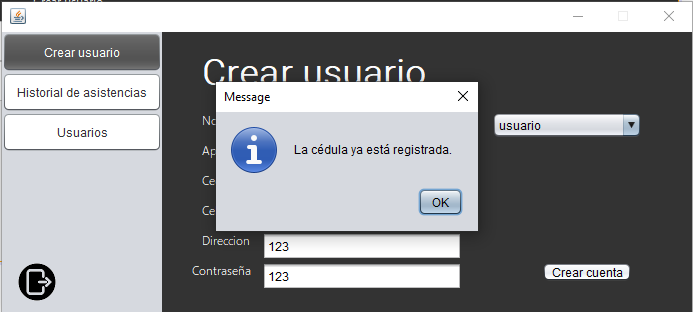 Crear usuario
Historial de asistencias
Usuarios
Crear usuario
Message
La cédula ya está registrada.
OK
usuario
Direccion
123
Contraseña
123
Crear cuenta